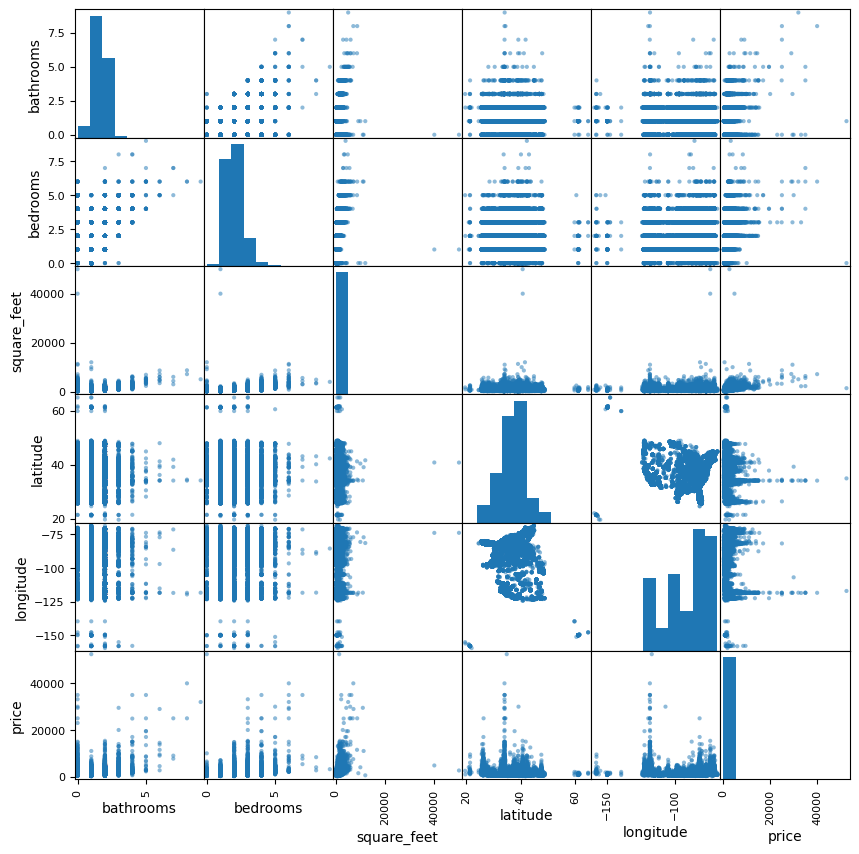 bathrooms
7.5
5.0
2.5
0.0
bedrooms
7.5
5.0
2.5
0.0
square_feet
40000
20000
0
latitude
60
40
20
longitude
−75
−100
−125
−150
price
40000
20000
0
0 5 0 5 0 20000 40000 20 40 60 −150 −100 0 20000 40000
bathrooms bedrooms square_feet latitude longitude price